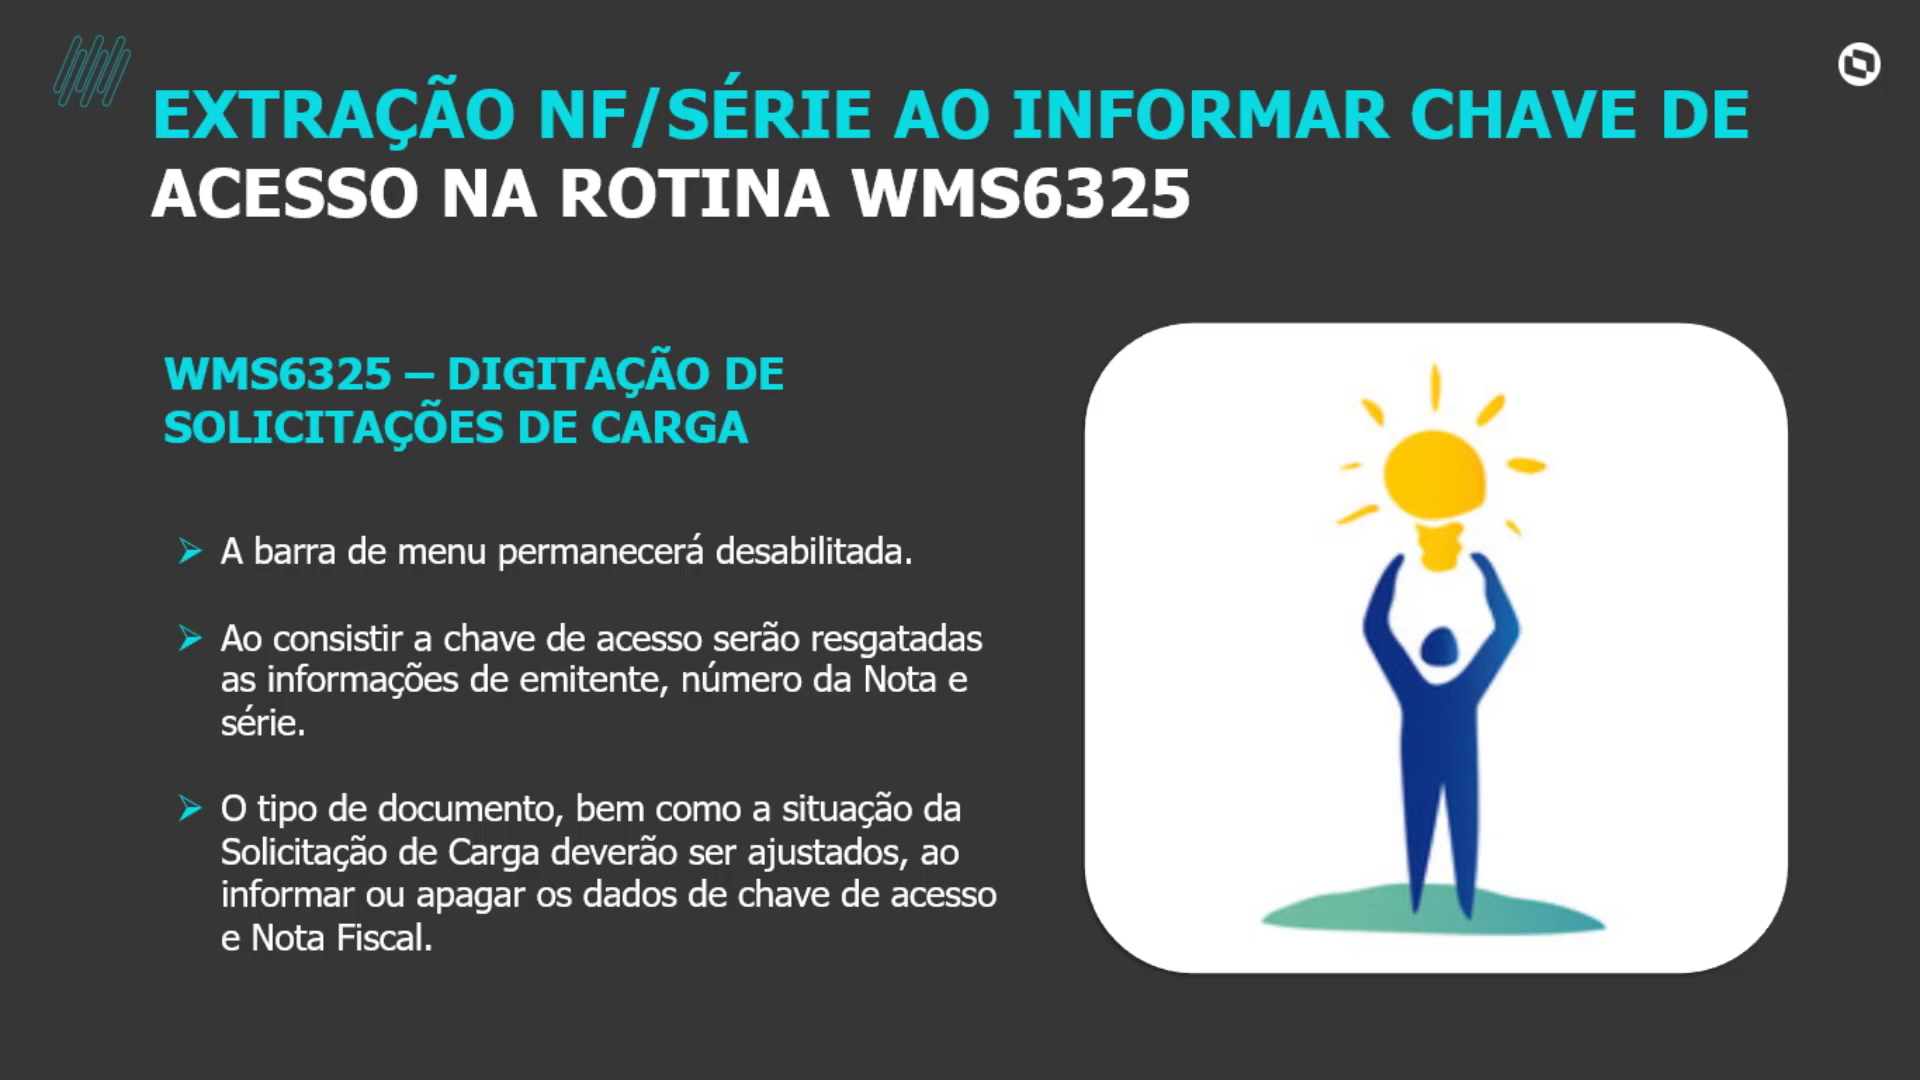 EXTRAÇÃO NF/SÉRIE AO INFORMAR CHAVE DE
ACESSO NA ROTINA WMS6325
WMS6325 – DIGITAÇÃO DE
SOLICITAÇÕES DE CARGA
A barra de menu permanecerá desabilitada.
Ao consistir a chave de acesso serão resgatadas
as informações de emitente, número da Nota e
série.
O tipo de documento, bem como a situação da
Solicitação de Carga deverão ser ajustados, ao
informar ou apagar os dados de chave de acesso
e Nota Fiscal.